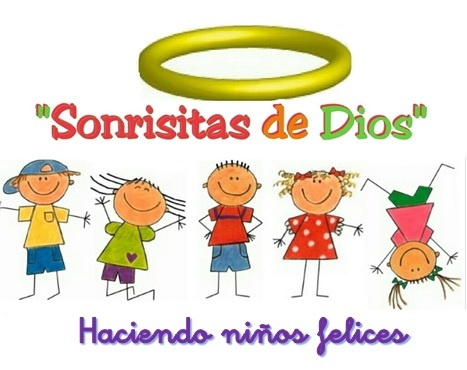 "Sonrisitas de Dios"
Haciendo niños felices